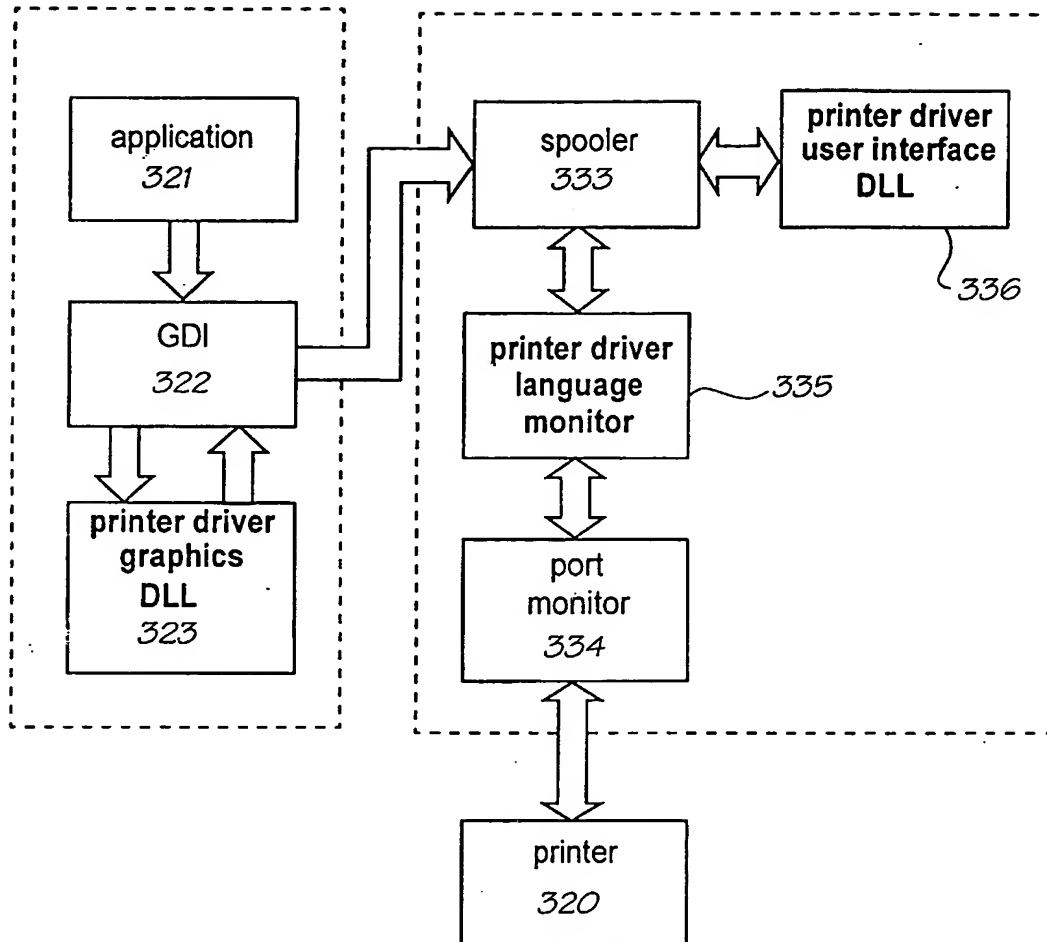 application
321
GDI
322
printer driver
graphics
DLL
323
spooler
333
printer driver
user interface
DLL
336
printer driver
language
monitor
335
port
monitor
334
printer
320